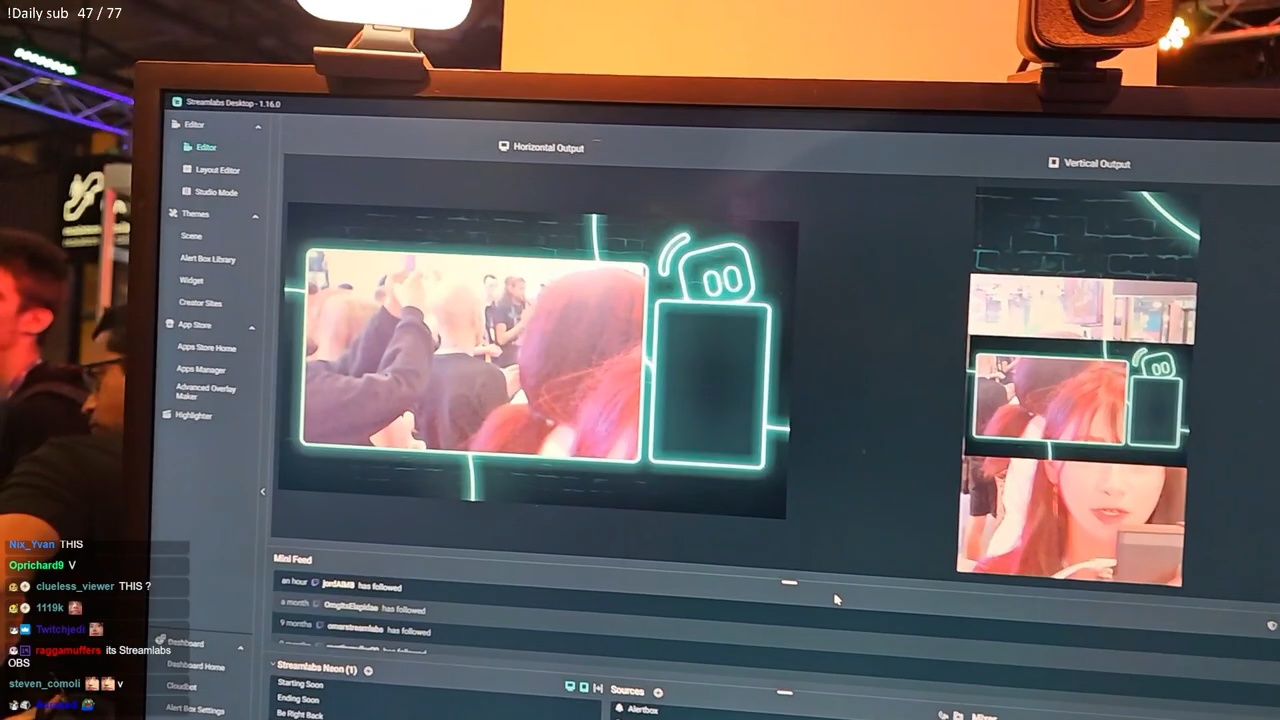 !Daily sub 47 / 77
Streamlabs Desktop - 1.16.0
Editor
Editor
Layout Editor
Studio Mode
Themes
Scene
Alert Box Library
Widget
Creator Sites
App Store
Apps Store Home
Apps Manager
Advanced Overlay
Maker
Highlighter
Horizontal Output
Vertical Output
Mini Feed
an hour jordAIM8 has followed
a month OmgItsElapidae has followed
9 months omarstreamlabs has followed
Streamlabs Neon (1)
Starting Soon
Ending Soon
Be Right Back
Sources
Alertbox
Mixer
Dashboard
Dashboard Home
Cloudbot
Alert Box Settings
Nix_Yvan THIS
Oprichard9 V
clueless_viewer THIS ?
1119k
Twitchjedi
raggamuffers its Streamlabs
OBS
steven_comoli v